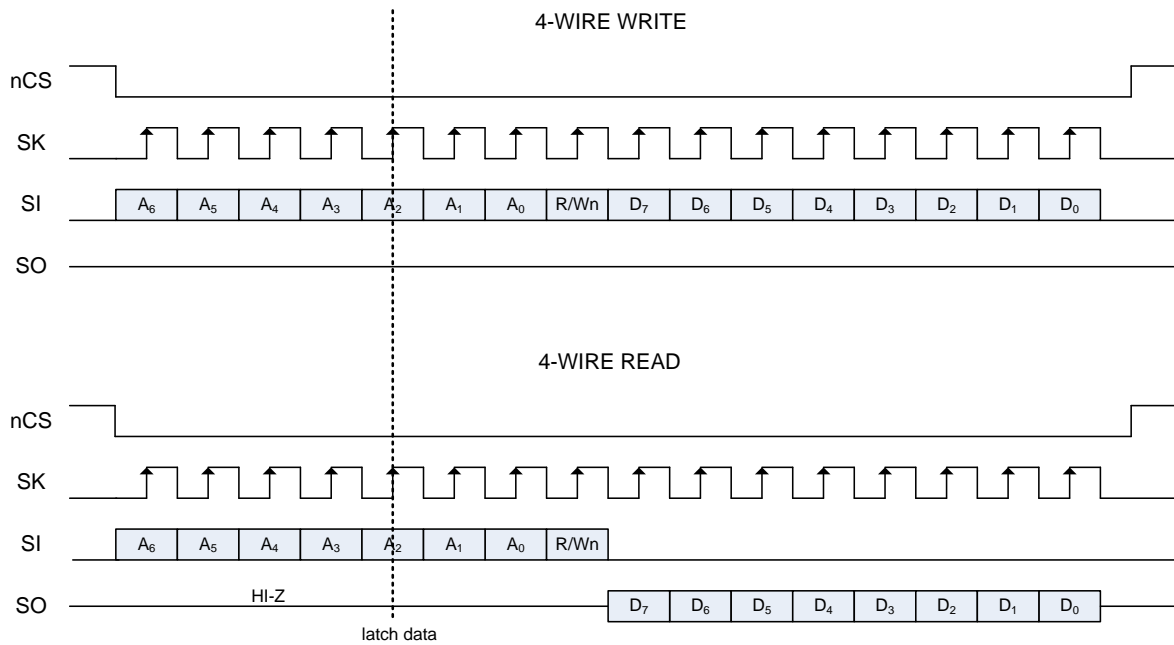 4-WIRE WRITE
nCS
SK
SI A₆ A₅ A₄ A₃ A₂ A₁ A₀ R/Wn D₇ D₆ D₅ D₄ D₃ D₂ D₁ D₀
SO
4-WIRE READ
nCS
SK
SI A₆ A₅ A₄ A₃ A₂ A₁ A₀ R/Wn
SO HI-Z D₇ D₆ D₅ D₄ D₃ D₂ D₁ D₀
latch data